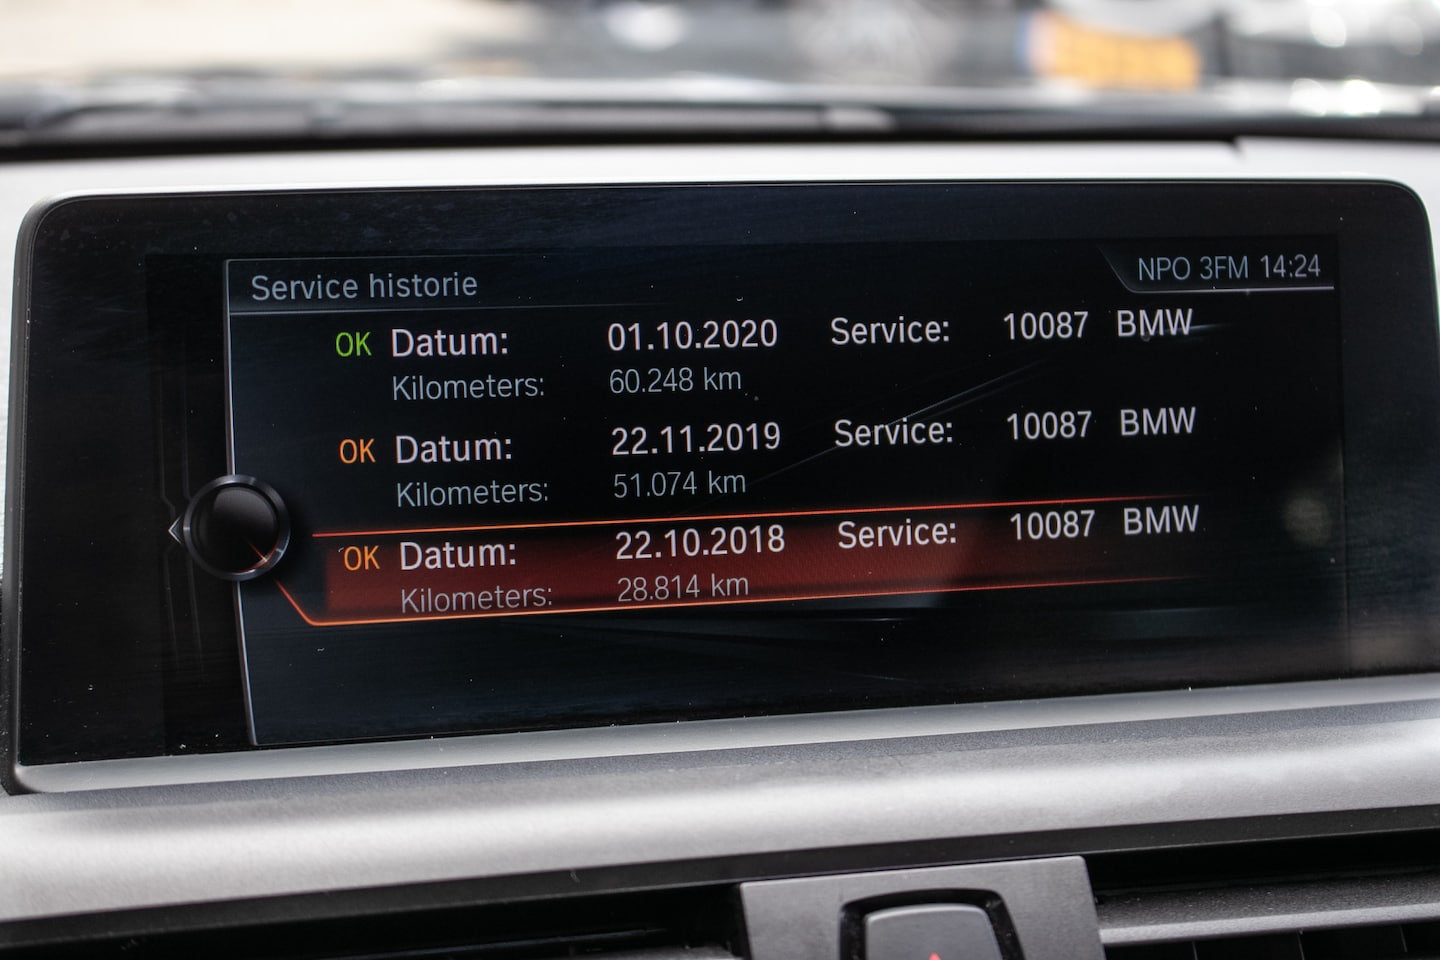 Service historie
NPO 3FM 14:24
OK Datum: 01.10.2020 Service: 10087 BMW
Kilometers: 60.248 km
OK Datum: 22.11.2019 Service: 10087 BMW
Kilometers: 51.074 km
OK Datum: 22.10.2018 Service: 10087 BMW
Kilometers: 28.814 km